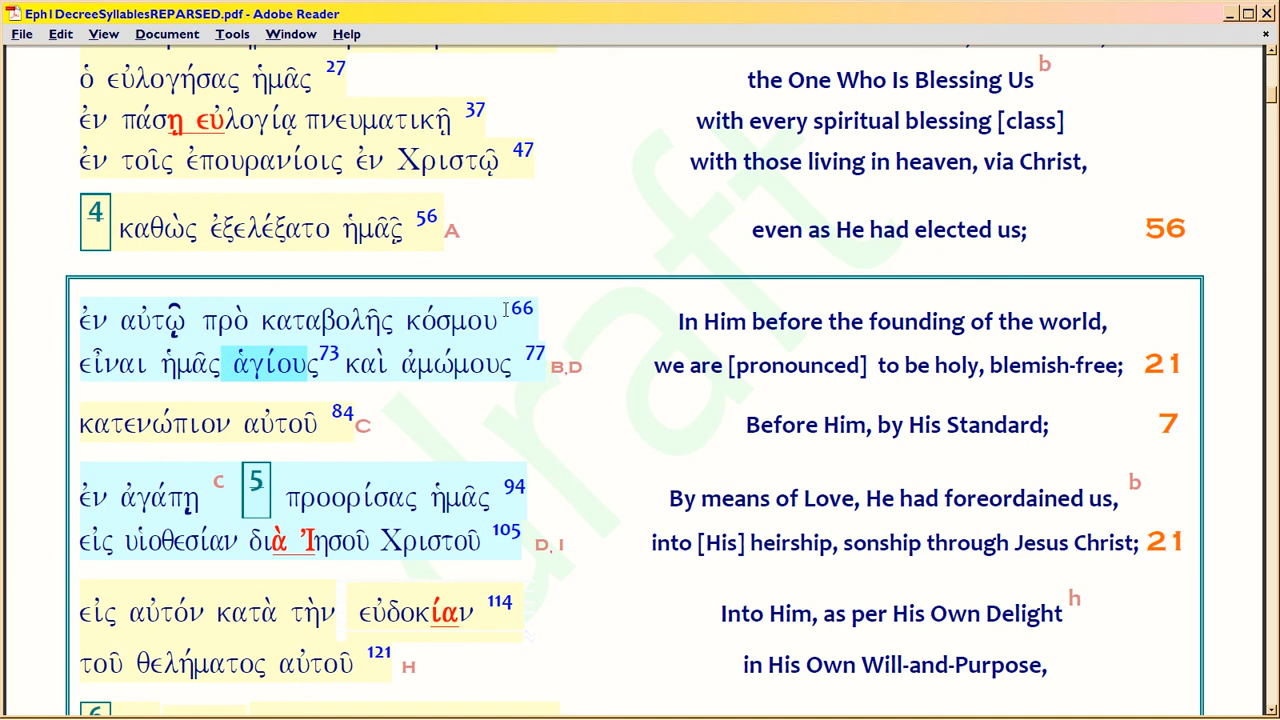 Eph1DecreeSyllablesREPARSED.pdf - Adobe Reader
File Edit View Document Tools Window Help
ὁ εὐλογήσας ἡμᾶς 27 the One Who Is Blessing Us b
ἐν πάσῃ εὐλογίᾳ πνευματικῇ 37 with every spiritual blessing [class]
ἐν τοῖς ἐπουρανίοις ἐν Χριστῷ 47 with those living in heaven, via Christ,
4 καθὼς ἐξελέξατο ἡμᾶς 56 A even as He had elected us; 56
ἐν αὐτῷ πρὸ καταβολῆς κόσμου 66 In Him before the founding of the world,
εἶναι ἡμᾶς ἁγίους 73 καὶ ἀμώμους 77 B,D we are [pronounced] to be holy, blemish-free; 21
κατενώπιον αὐτοῦ 84 C Before Him, by His Standard; 7
ἐν ἀγάπῃ c 5 προορίσας ἡμᾶς 94 By means of Love, He had foreordained us, b
εἰς υἱοθεσίαν διὰ Ἰησοῦ Χριστοῦ 105 D, I into [His] heirship, sonship through Jesus Christ; 21
εἰς αὐτόν κατὰ τὴν εὐδοκίαν 114 Into Him, as per His Own Delight h
τοῦ θελήματος αὐτοῦ 121 H in His Own Will-and-Purpose,
draft